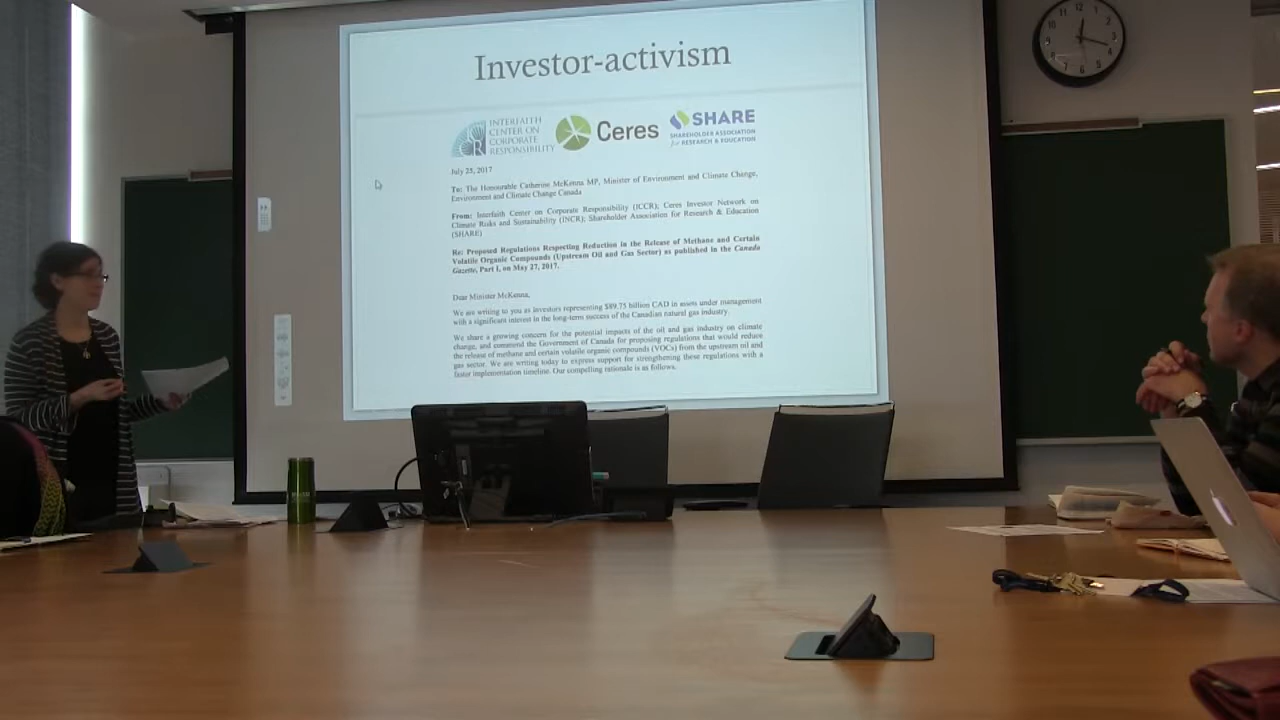 Investor-activism
INTERFAITH
CENTER ON
CORPORATE
RESPONSIBILITY
Ceres
SHARE
SHAREHOLDER ASSOCIATION
for RESEARCH & EDUCATION
July 25, 2017
To: The Honourable Catherine McKenna MP, Minister of Environment and Climate Change,
Environment and Climate Change Canada
From: Interfaith Center on Corporate Responsibility (ICCR); Ceres Investor Network on
Climate Risks and Sustainability (INCR); Shareholder Association for Research & Education
(SHARE)
Re: Proposed Regulations Respecting Reduction in the Release of Methane and Certain
Volatile Organic Compounds (Upstream Oil and Gas Sector) as published in the Canada
Gazette, Part I, on May 27, 2017.
Dear Minister McKenna,
We are writing to you as investors representing $89.75 billion CAD in assets under management
with a significant interest in the long-term success of the Canadian natural gas industry.
We share a growing concern for the potential impacts of the oil and gas industry on climate
change, and commend the Government of Canada for proposing regulations that would reduce
the release of methane and certain volatile organic compounds (VOCs) from the upstream oil and
gas sector. We are writing today to express support for strengthening these regulations with a
faster implementation timeline. Our compelling rationale is as follows.
12